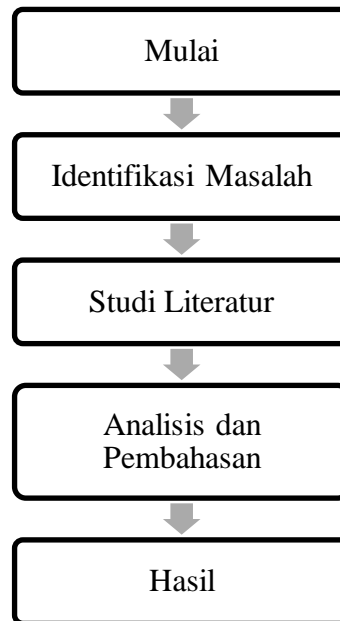 Mulai
Identifikasi Masalah
Studi Literatur
Analisis dan
Pembahasan
Hasil